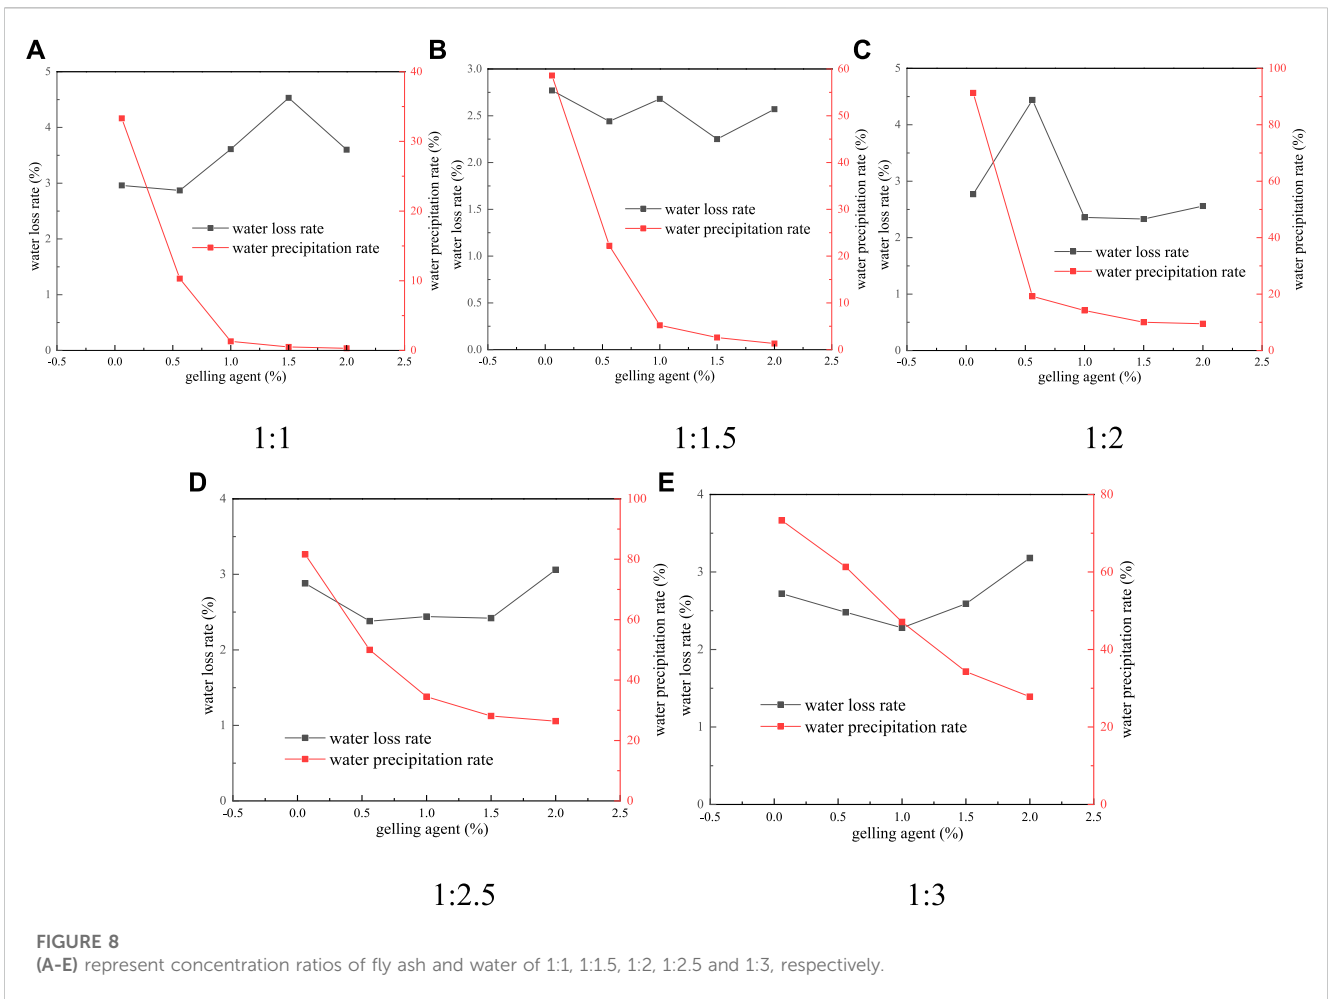 A
5
4
3
2
1
0
water loss rate (%)
40
30
20
10
0
water precipitation rate (%)
water loss rate
water precipitation rate
-0.5 0.0 0.5 1.0 1.5 2.0 2.5
gelling agent (%)
1:1
B
3.0
2.5
2.0
1.5
1.0
0.5
0.0
water loss rate (%)
60
50
40
30
20
10
0
water precipitation rate (%)
water loss rate
water precipitation rate
-0.5 0.0 0.5 1.0 1.5 2.0 2.5
gelling agent (%)
1:1.5
C
5
4
3
2
1
0
water loss rate (%)
100
80
60
40
20
0
water precipitation rate (%)
water loss rate
water precipitation rate
-0.5 0.0 0.5 1.0 1.5 2.0 2.5
gelling agent (%)
1:2
D
4
3
2
1
0
water loss rate (%)
100
80
60
40
20
0
water precipitation rate (%)
water loss rate
water precipitation rate
-0.5 0.0 0.5 1.0 1.5 2.0 2.5
gelling agent (%)
1:2.5
E
4
3
2
1
0
water loss rate (%)
80
60
40
20
0
water precipitation rate (%)
water loss rate
water precipitation rate
-0.5 0.0 0.5 1.0 1.5 2.0 2.5
gelling agent (%)
1:3
FIGURE 8
(A-E) represent concentration ratios of fly ash and water of 1:1, 1:1.5, 1:2, 1:2.5 and 1:3, respectively.